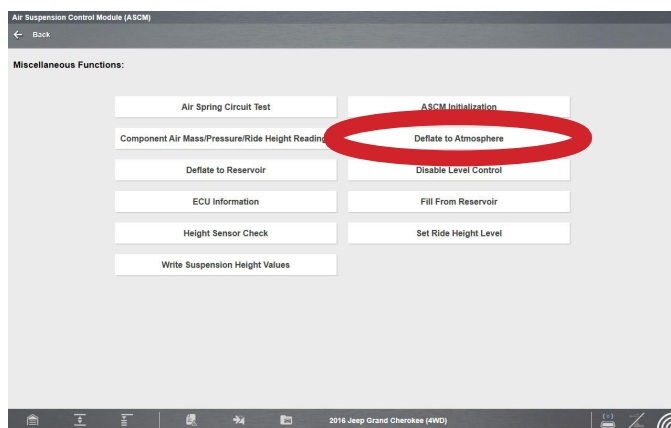 Air Suspension Control Module (ASCM)
Back
Miscellaneous Functions:
Air Spring Circuit Test
ASCM Initialization
Component Air Mass/Pressure/Ride Height Reading
Deflate to Atmosphere
Deflate to Reservoir
Disable Level Control
ECU Information
Fill From Reservoir
Height Sensor Check
Set Ride Height Level
Write Suspension Height Values
2016 Jeep Grand Cherokee (4WD)